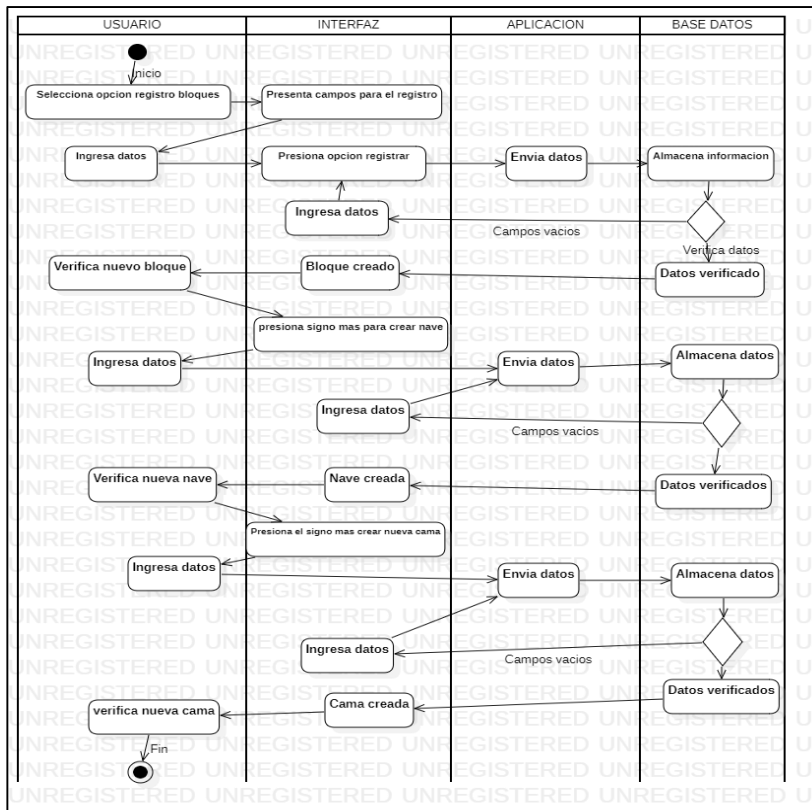 USUARIO INTERFAZ APLICACION BASE DATOS
Inicio
Selecciona opcion registro bloques
Presenta campos para el registro
Ingresa datos
Presiona opcion registrar
Envia datos
Almacena informacion
Ingresa datos
Campos vacios
Verifica datos
Verifica nuevo bloque
Bloque creado
Datos verificado
presiona signo mas para crear nave
Ingresa datos
Envia datos
Almacena datos
Ingresa datos
Campos vacios
Verifica nueva nave
Nave creada
Datos verificados
Presiona el signo mas crear nueva cama
Ingresa datos
Envia datos
Almacena datos
Ingresa datos
Campos vacios
Datos verificados
verifica nueva cama
Cama creada
Fin
UNREGISTERED UNREGISTERED UNREGISTERED UNREGISTERED